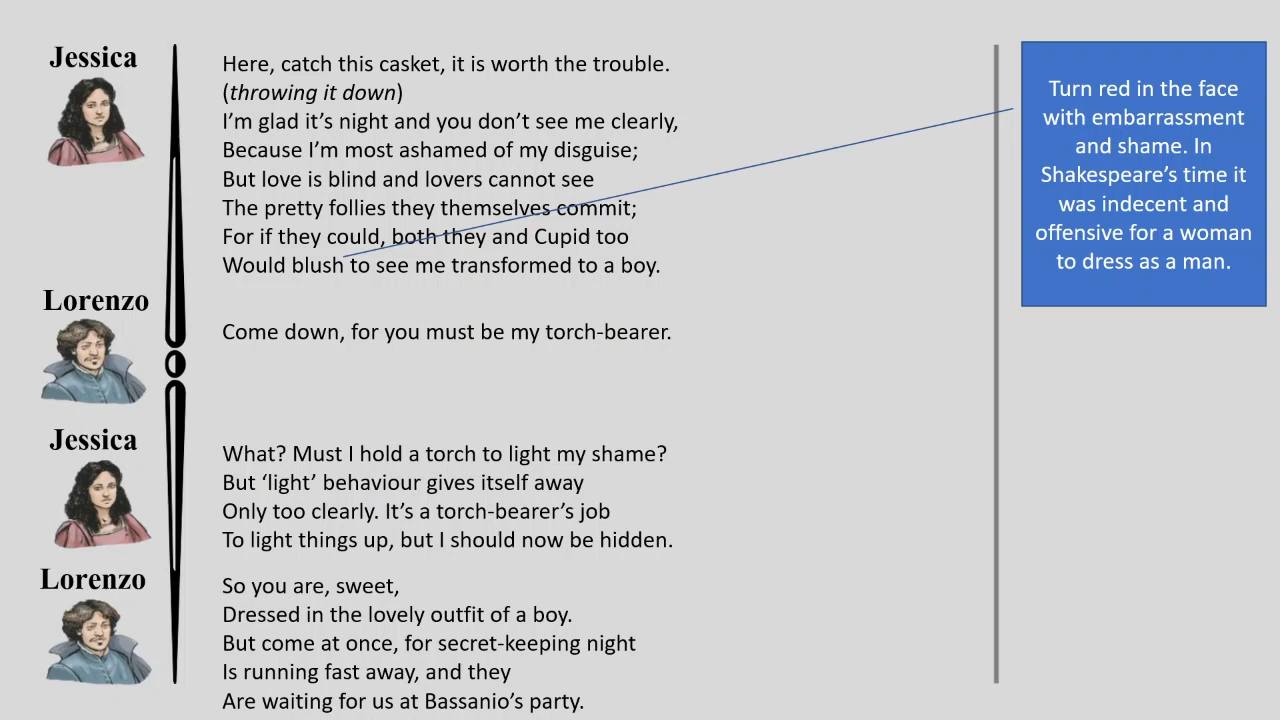 Jessica
Here, catch this casket, it is worth the trouble.
(throwing it down)
I'm glad it's night and you don't see me clearly,
Because I'm most ashamed of my disguise;
But love is blind and lovers cannot see
The pretty follies they themselves commit;
For if they could, both they and Cupid too
Would blush to see me transformed to a boy.
Turn red in the face
with embarrassment
and shame. In
Shakespeare's time it
was indecent and
offensive for a woman
to dress as a man.
Lorenzo
Come down, for you must be my torch-bearer.
Jessica
What? Must I hold a torch to light my shame?
But ‘light’ behaviour gives itself away
Only too clearly. It's a torch-bearer's job
To light things up, but I should now be hidden.
Lorenzo
So you are, sweet,
Dressed in the lovely outfit of a boy.
But come at once, for secret-keeping night
Is running fast away, and they
Are waiting for us at Bassanio's party.